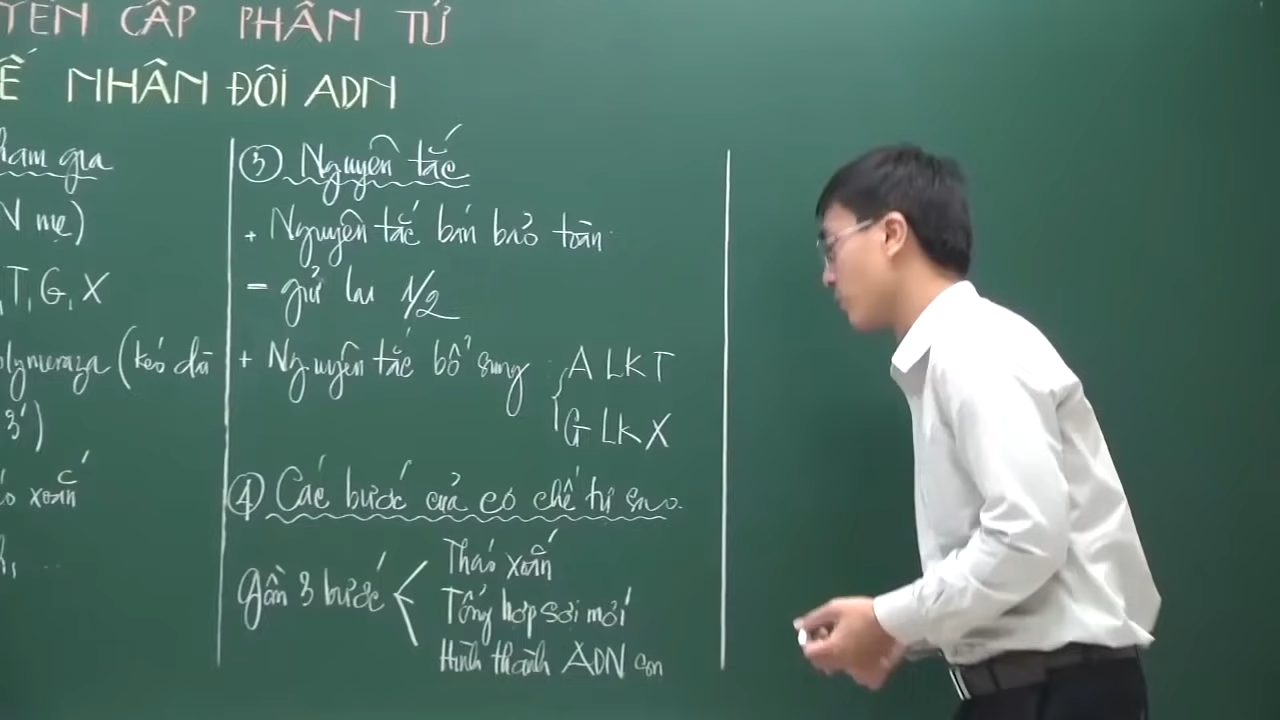 YỀN CẤP PHÂN TỬ
Ế NHÂN ĐÔI ADN
ham gia
N mẹ)
T, G, X
olymeraza (kéo dà
3')
o xoắn
③ Nguyên tắc
+ Nguyên tắc bán bảo toàn
= giữ lại 1/2
+ Nguyên tắc bổ sung { A LK T
G LK X
④ Các bước của cơ chế tự sao.
gồm 3 bước < Tháo xoắn
Tổng hợp sợi mới
Hình thành ADN con